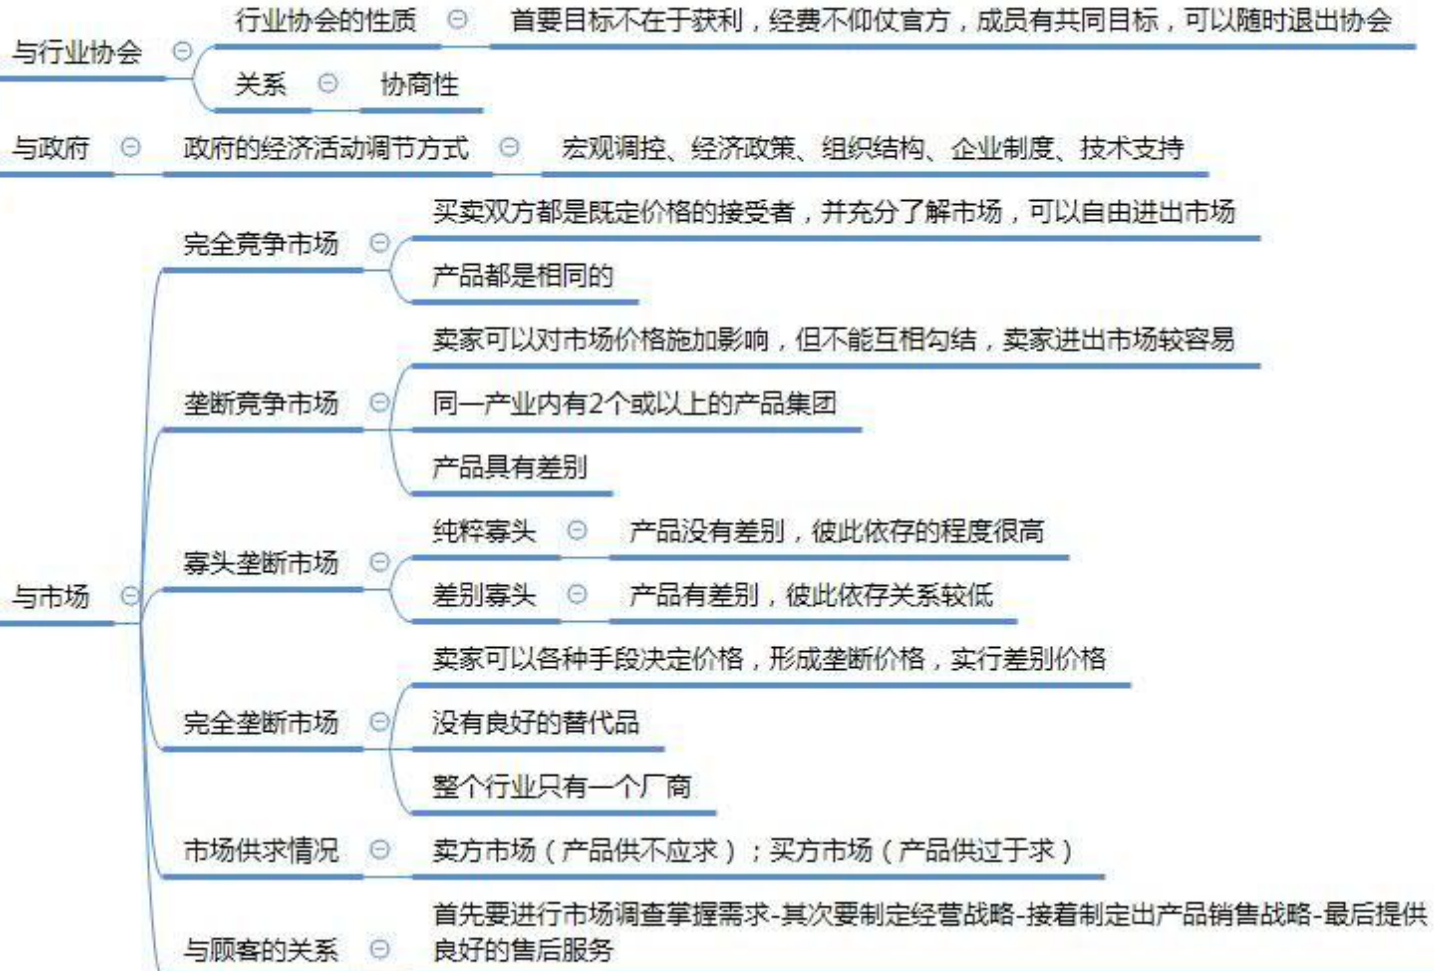 与行业协会
行业协会的性质
首要目标不在于获利，经费不仰仗官方，成员有共同目标，可以随时退出协会
关系
协商性
与政府
政府的经济活动调节方式
宏观调控、经济政策、组织结构、企业制度、技术支持
与市场
完全竞争市场
买卖双方都是既定价格的接受者，并充分了解市场，可以自由进出市场
产品都是相同的
垄断竞争市场
卖家可以对市场价格施加影响，但不能互相勾结，卖家进出市场较容易
同一产业内有2个或以上的产品集团
产品具有差别
寡头垄断市场
纯粹寡头
产品没有差别，彼此依存的程度很高
差别寡头
产品有差别，彼此依存关系较低
完全垄断市场
卖家可以各种手段决定价格，形成垄断价格，实行差别价格
没有良好的替代品
整个行业只有一个厂商
市场供求情况
卖方市场（产品供不应求）；买方市场（产品供过于求）
与顾客的关系
首先要进行市场调查掌握需求-其次要制定经营战略-接着制定出产品销售战略-最后提供
良好的售后服务